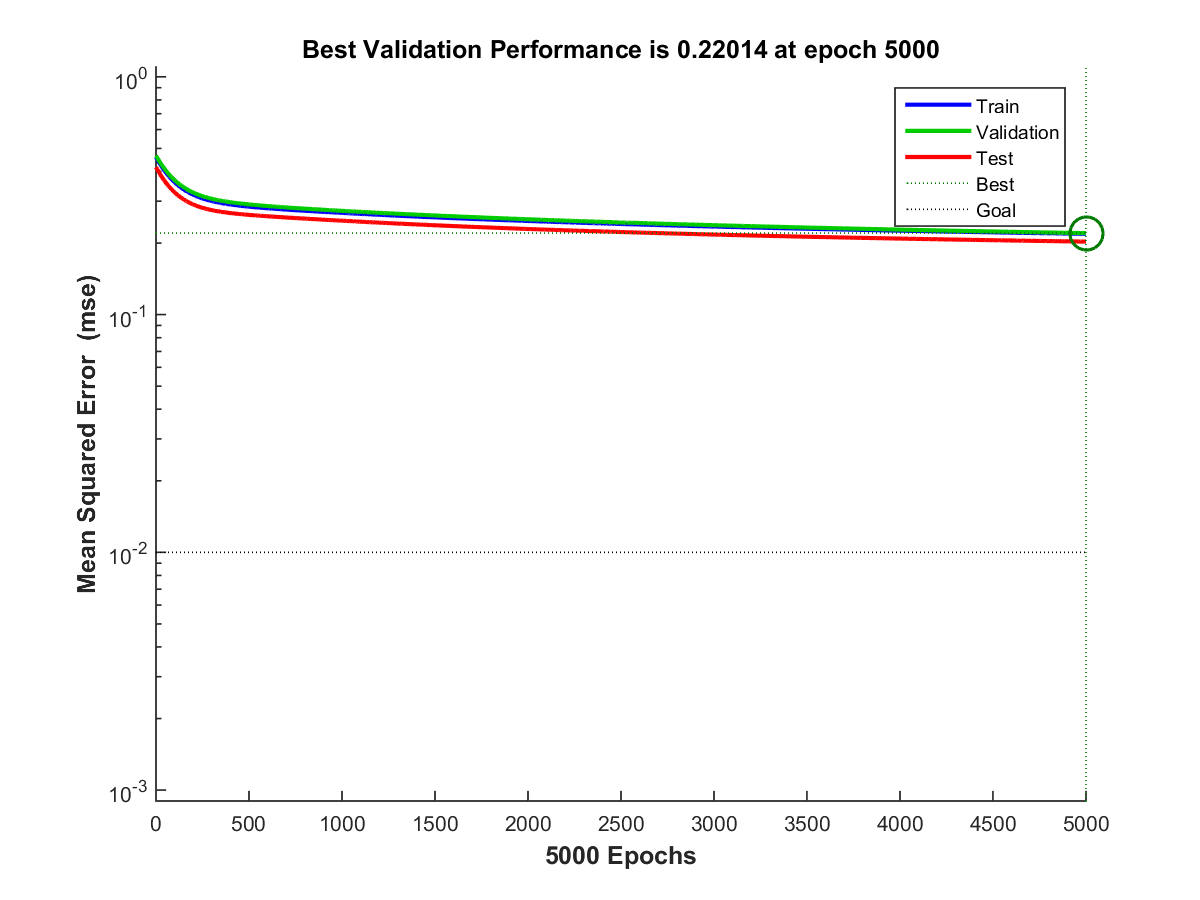 Best Validation Performance is 0.22014 at epoch 5000
Mean Squared Error (mse)
10^0
10^-1
10^-2
10^-3
Train
Validation
Test
Best
Goal
0 500 1000 1500 2000 2500 3000 3500 4000 4500 5000
5000 Epochs